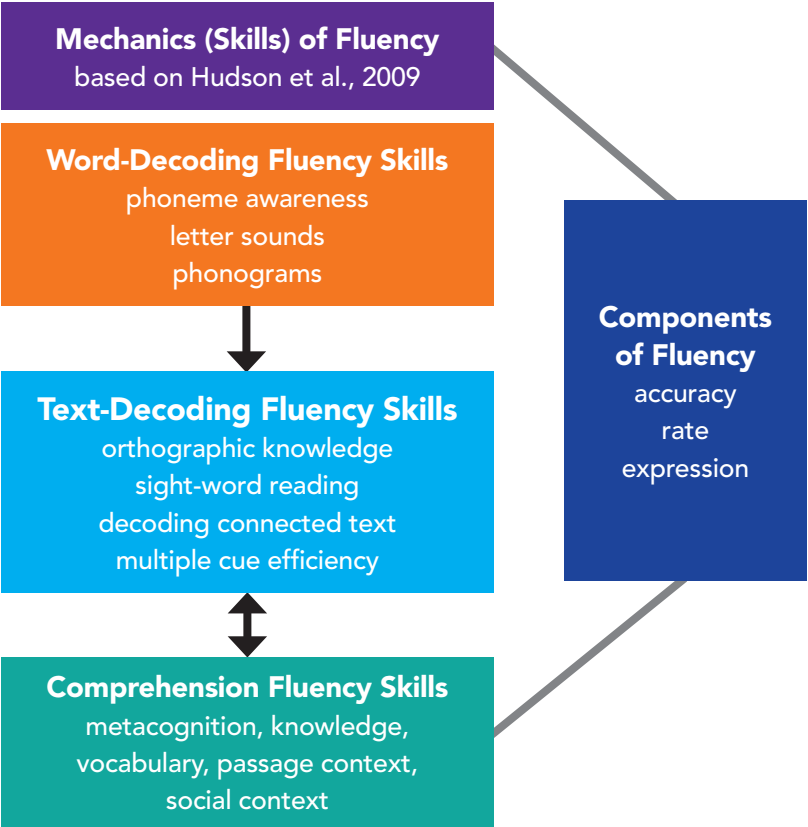 Mechanics (Skills) of Fluency
based on Hudson et al., 2009
Word-Decoding Fluency Skills
phoneme awareness
letter sounds
phonograms
Text-Decoding Fluency Skills
orthographic knowledge
sight-word reading
decoding connected text
multiple cue efficiency
Comprehension Fluency Skills
metacognition, knowledge,
vocabulary, passage context,
social context
Components
of Fluency
accuracy
rate
expression